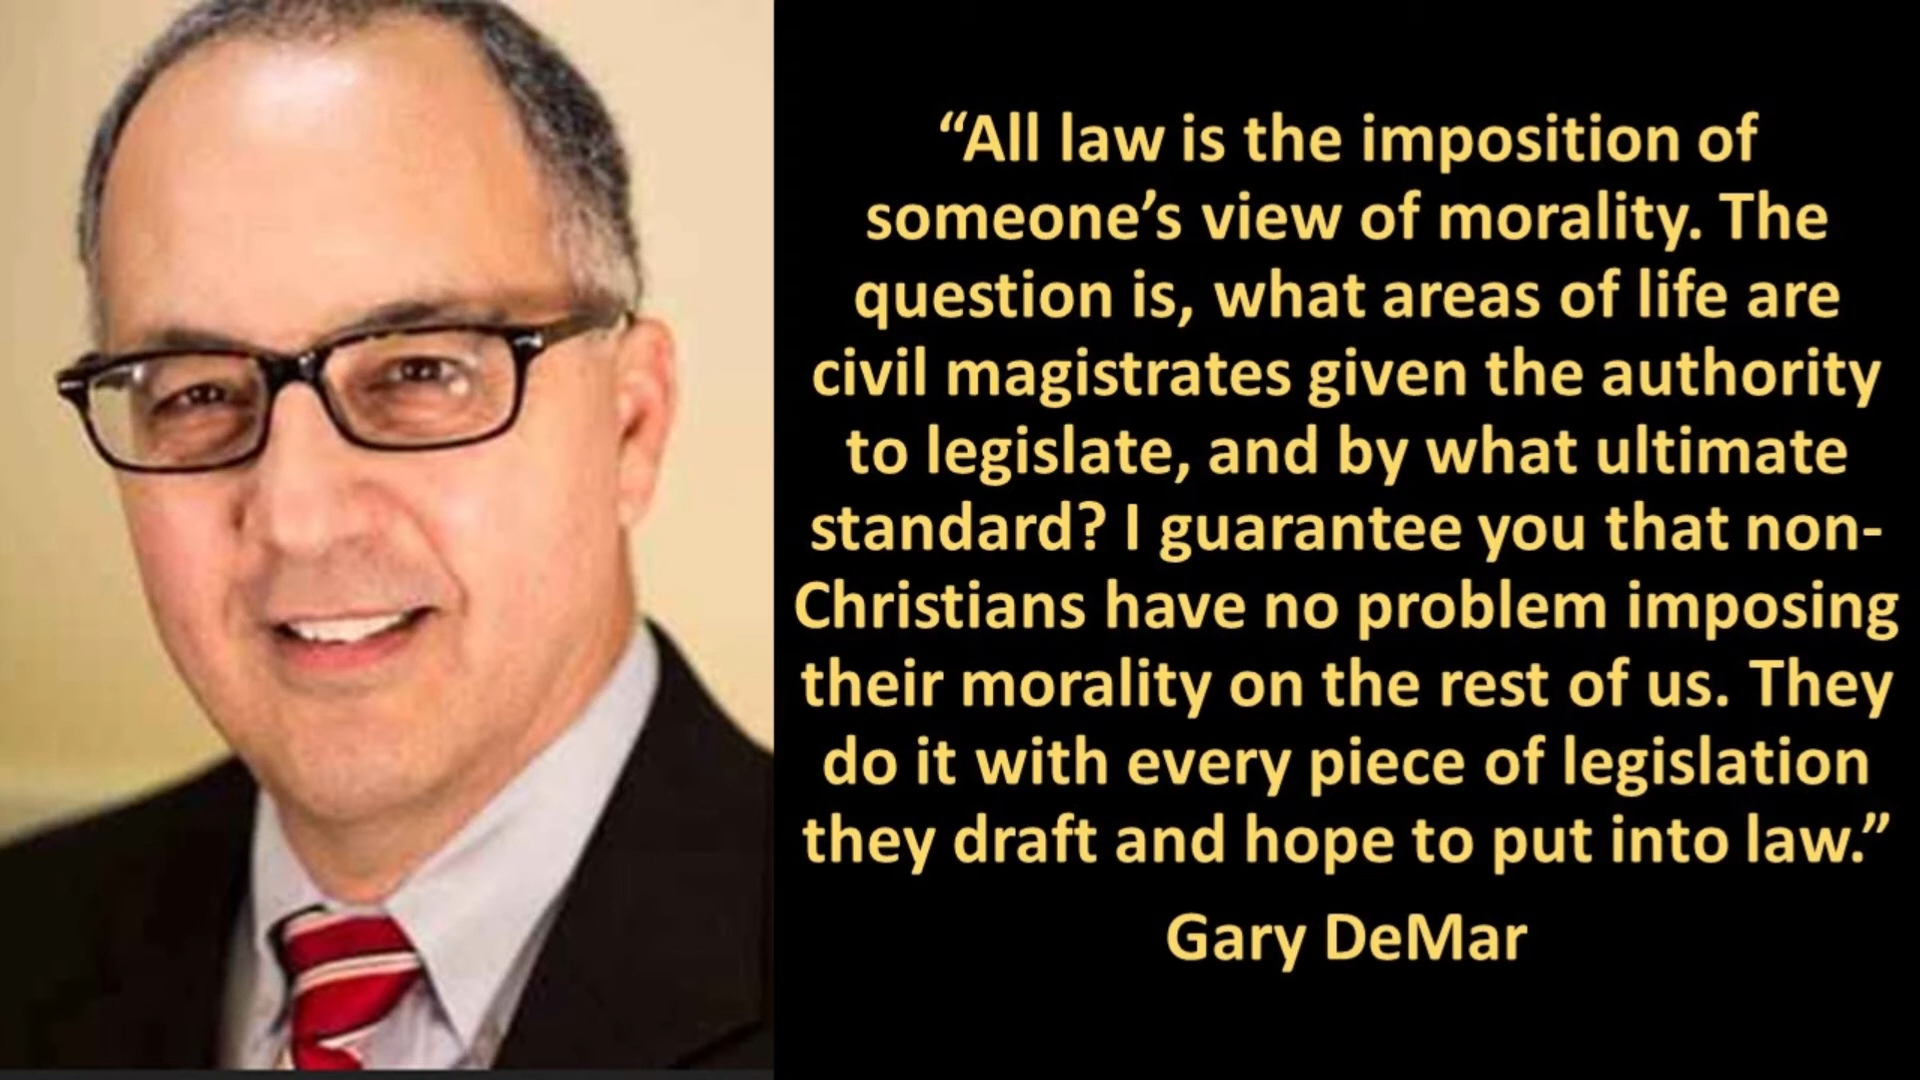 “All law is the imposition of
someone’s view of morality. The
question is, what areas of life are
civil magistrates given the authority
to legislate, and by what ultimate
standard? I guarantee you that non-
Christians have no problem imposing
their morality on the rest of us. They
do it with every piece of legislation
they draft and hope to put into law.”
Gary DeMar